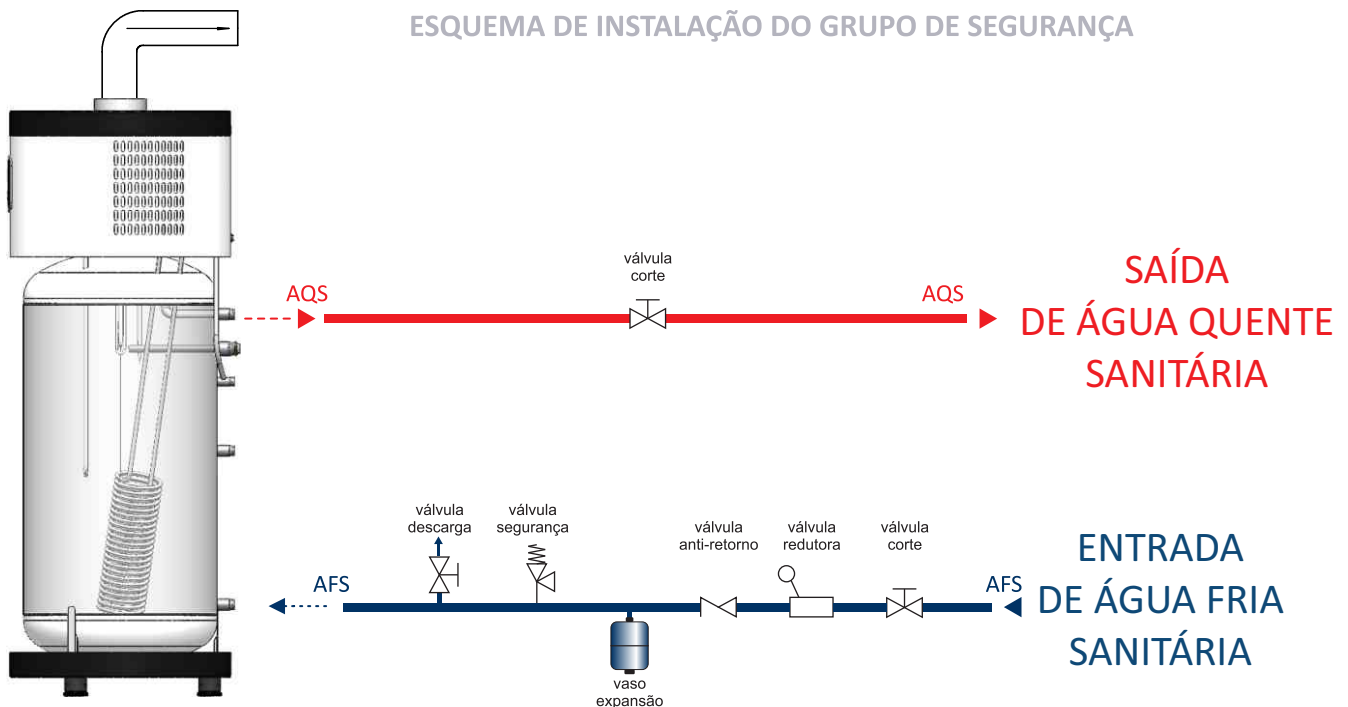 ESQUEMA DE INSTALAÇÃO DO GRUPO DE SEGURANÇA
válvula
corte
AQS
AQS
SAÍDA
DE ÁGUA QUENTE
SANITÁRIA
válvula
descarga
válvula
segurança
válvula
anti-retorno
válvula
redutora
válvula
corte
AFS
AFS
ENTRADA
DE ÁGUA FRIA
SANITÁRIA
vaso
expansão